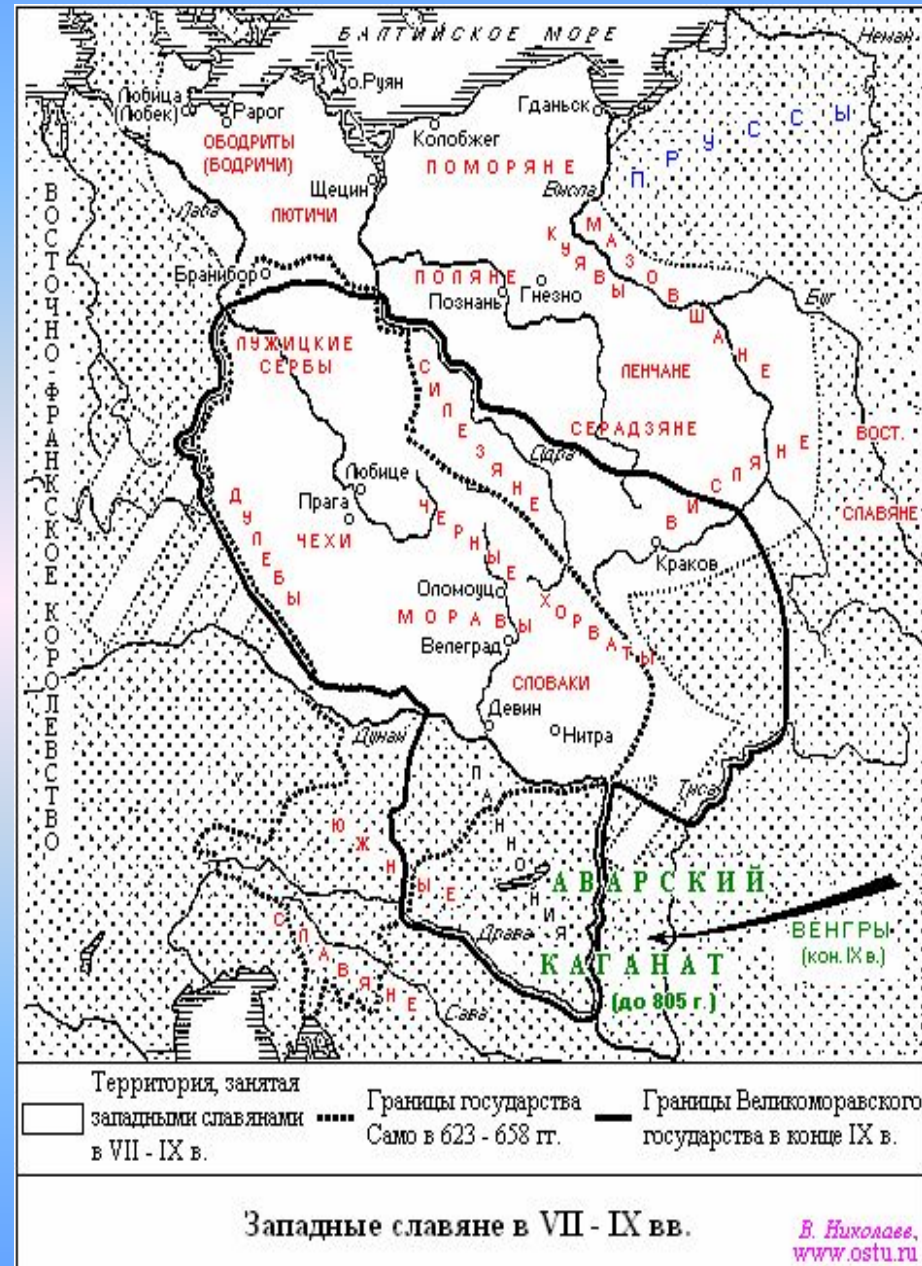 БАЛТИЙСКОЕ МОРЕ
Неман
о.Руян
Любица
(Любек)
Рарог
Гданьск
Колобжег
ОБОДРИТЫ
(БОДРИЧИ)
ПОМОРЯНЕ
ПРУССЫ
Щецин
Висла
Лаба
ЛЮТИЧИ
КУЯВЫ
МАЗОВШАНЕ
Бранибор
ПОЛЯНЕ
Познань
Гнезно
Буг
ВОСТОЧНО-ФРАНКСКОЕ КОРОЛЕВСТВО
ЛУЖИЦКИЕ
СЕРБЫ
СИЛЕЗЯНЕ
ЛЕНЧАНЕ
СЕРАДЗЯНЕ
ВОСТ.
СЛАВЯНЕ
Одра
Любице
ВИСЛЯНЕ
Прага
ЧЕХИ
ДУЛЕБЫ
ЧЕРНЫЕ
ХОРВАТЫ
Краков
Оломоуц
МОРАВЫ
Велеград
СЛОВАКИ
Девин
Нитра
Дунай
ПАННОНИЯ
Тиса
ЮЖНЫЕ
СЛАВЯНЕ
АВАРСКИЙ
КАГАНАТ
(до 805 г.)
Драва
ВЕНГРЫ
(кон.IX в.)
Сава
Территория, занятая
западными славянами
в VII - IX в.
Границы государства
Само в 623 - 658 гг.
Границы Великоморавского
государства в конце IX в.
Западные славяне в VII - IX вв.
В. Николаев,
www.ostu.ru